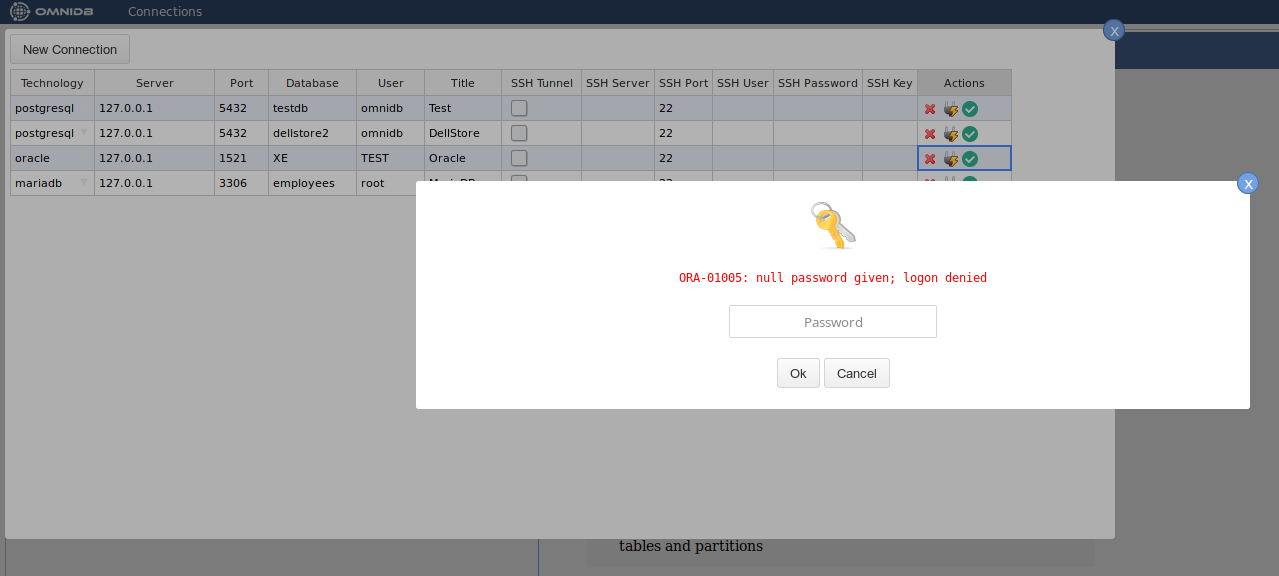 OMNIDB Connections
X
New Connection
Technology Server Port Database User Title SSH Tunnel SSH Server SSH Port SSH User SSH Password SSH Key Actions
postgresql 127.0.0.1 5432 testdb omnidb Test 22
postgresql 127.0.0.1 5432 dellstore2 omnidb DellStore 22
oracle 127.0.0.1 1521 XE TEST Oracle 22
mariadb 127.0.0.1 3306 employees root MariaDB 22
X
ORA-01005: null password given; logon denied
Password
Ok Cancel
tables and partitions